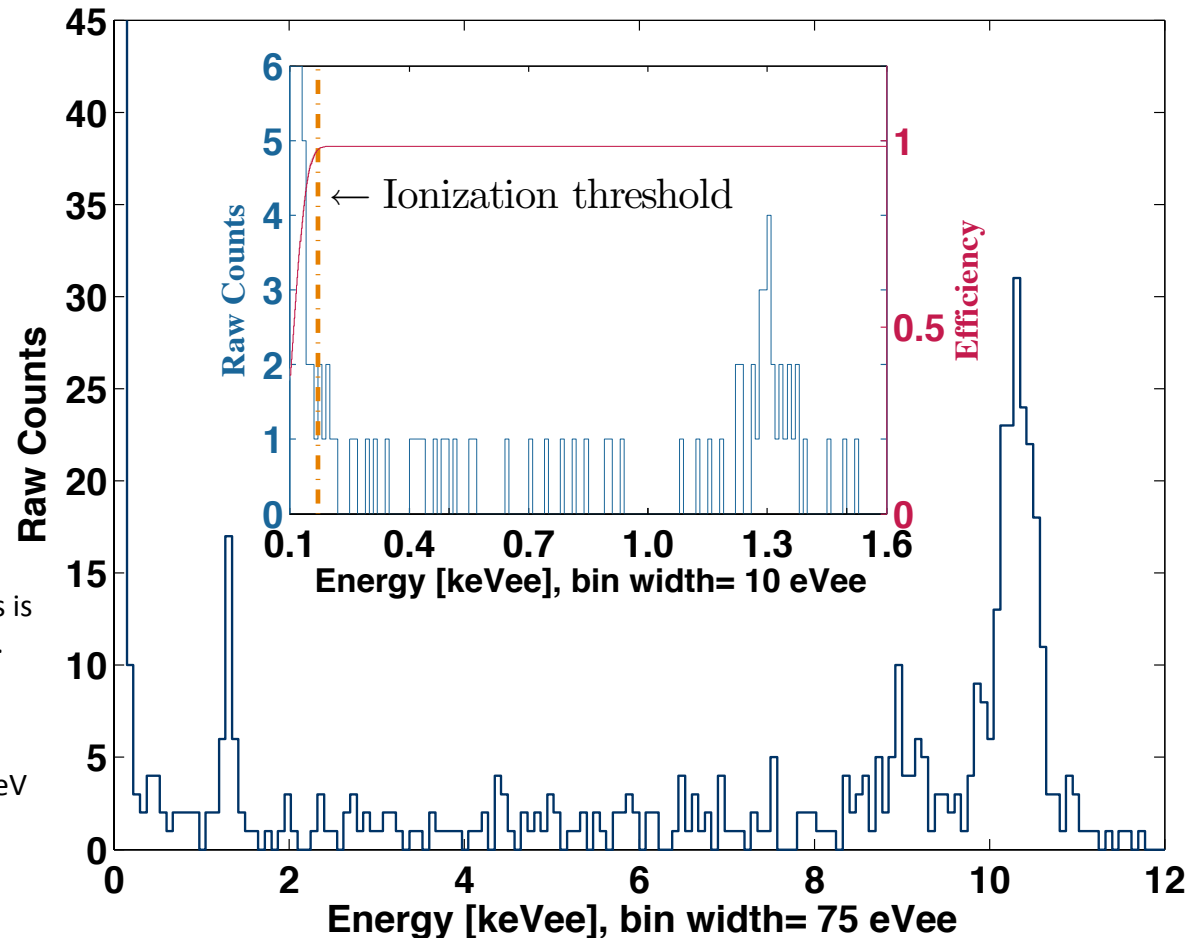 45
40
35
30
25
20
15
10
5
0
Raw Counts
0 2 4 6 8 10 12
Energy [keVee], bin width= 75 eVee
6
5
4
3
2
1
0
Raw Counts
← Ionization threshold
1
0.5
0
Efficiency
0.1 0.4 0.7 1.0 1.3 1.6
Energy [keVee], bin width= 10 eVee
s is
.
eV